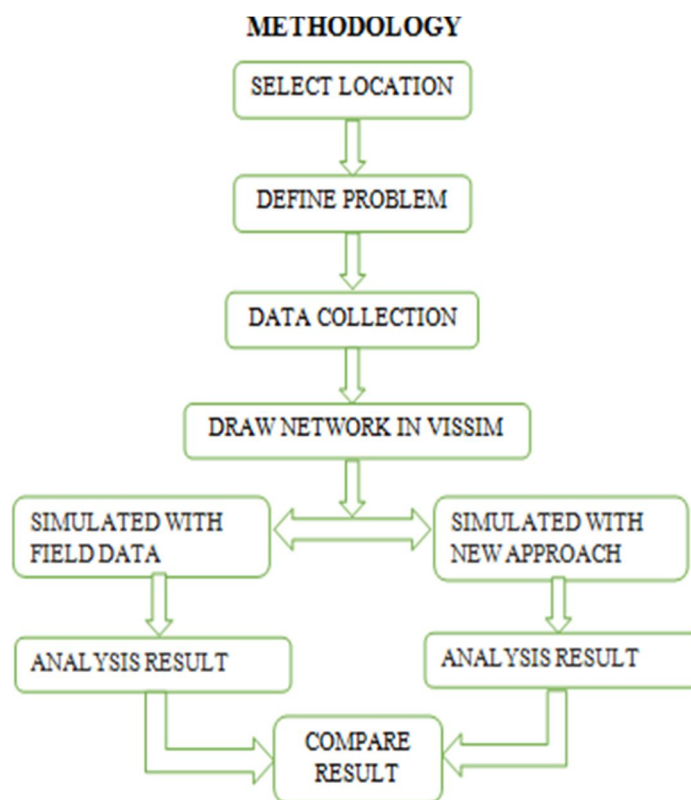 METHODOLOGY
SELECT LOCATION
DEFINE PROBLEM
DATA COLLECTION
DRAW NETWORK IN VISSIM
SIMULATED WITH
FIELD DATA
SIMULATED WITH
NEW APPROACH
ANALYSIS RESULT
ANALYSIS RESULT
COMPARE
RESULT